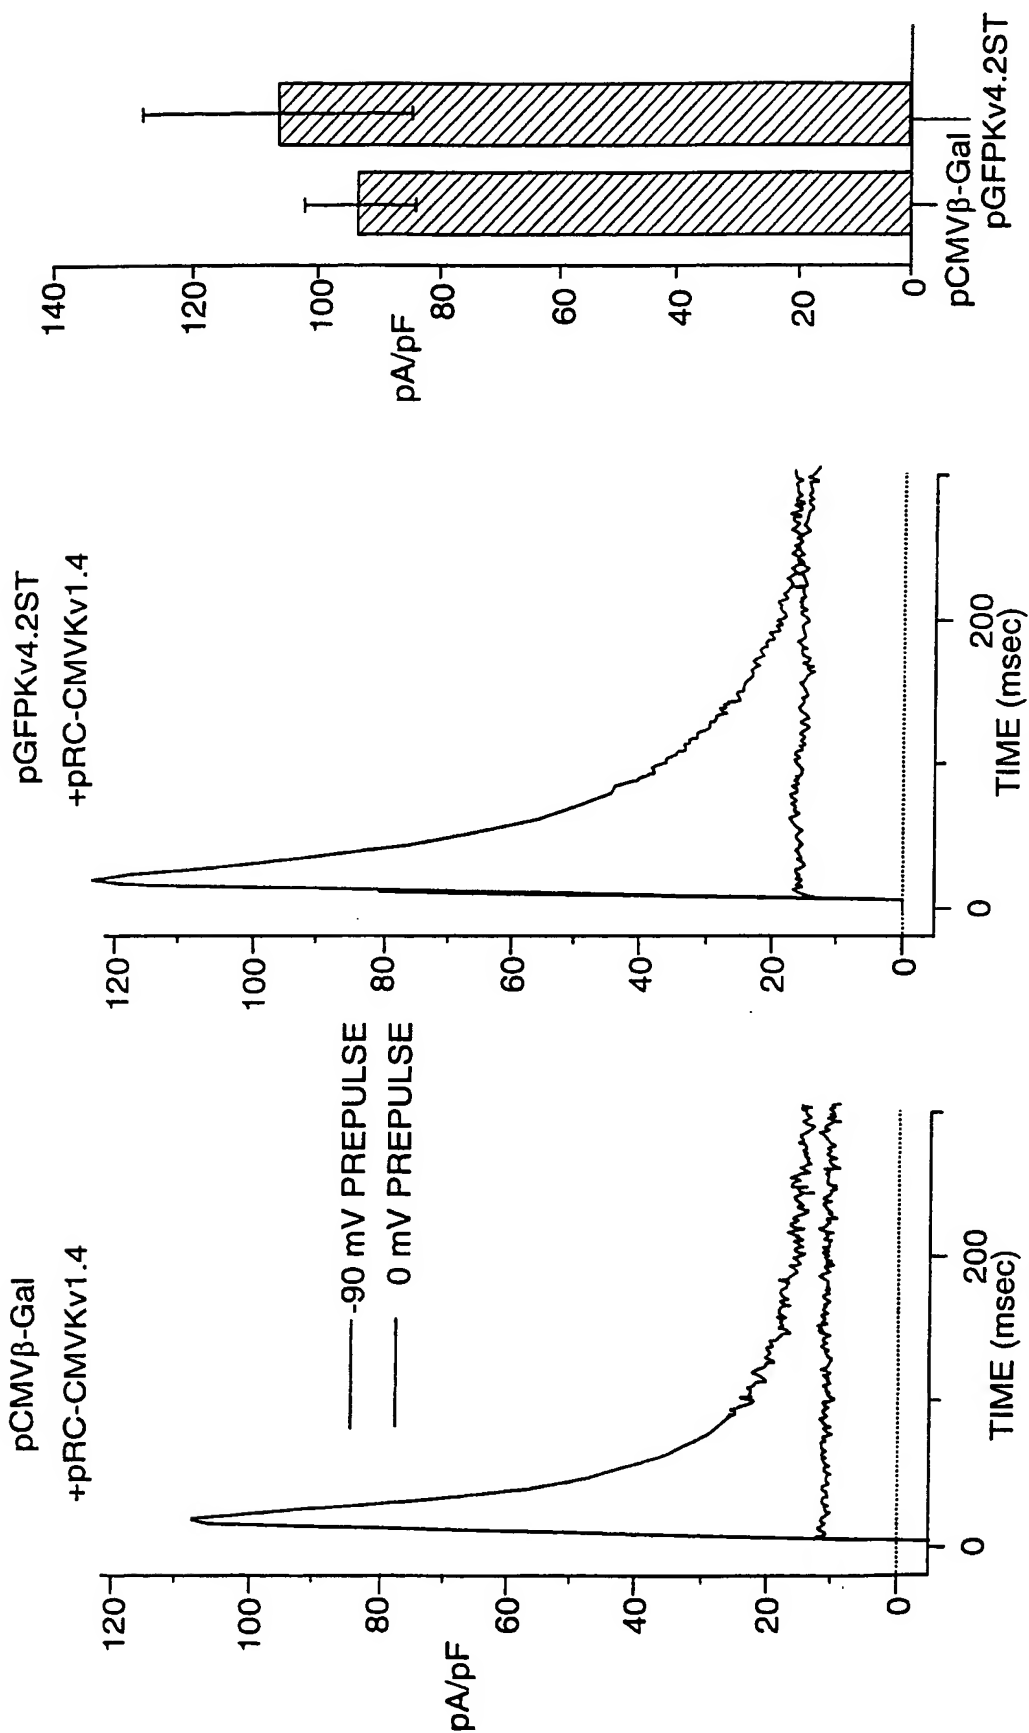 pCMVβ-Gal
+pRC-CMVKv1.4
pA/pF
120
100
80
60
40
20
0
-90 mV PREPULSE
0 mV PREPULSE
0
200
TIME (msec)
pGFPKv4.2ST
+pRC-CMVKv1.4
120
100
80
60
40
20
0
0
200
TIME (msec)
pA/pF
140
120
100
80
60
40
20
0
pCMVβ-Gal
pGFPKv4.2ST